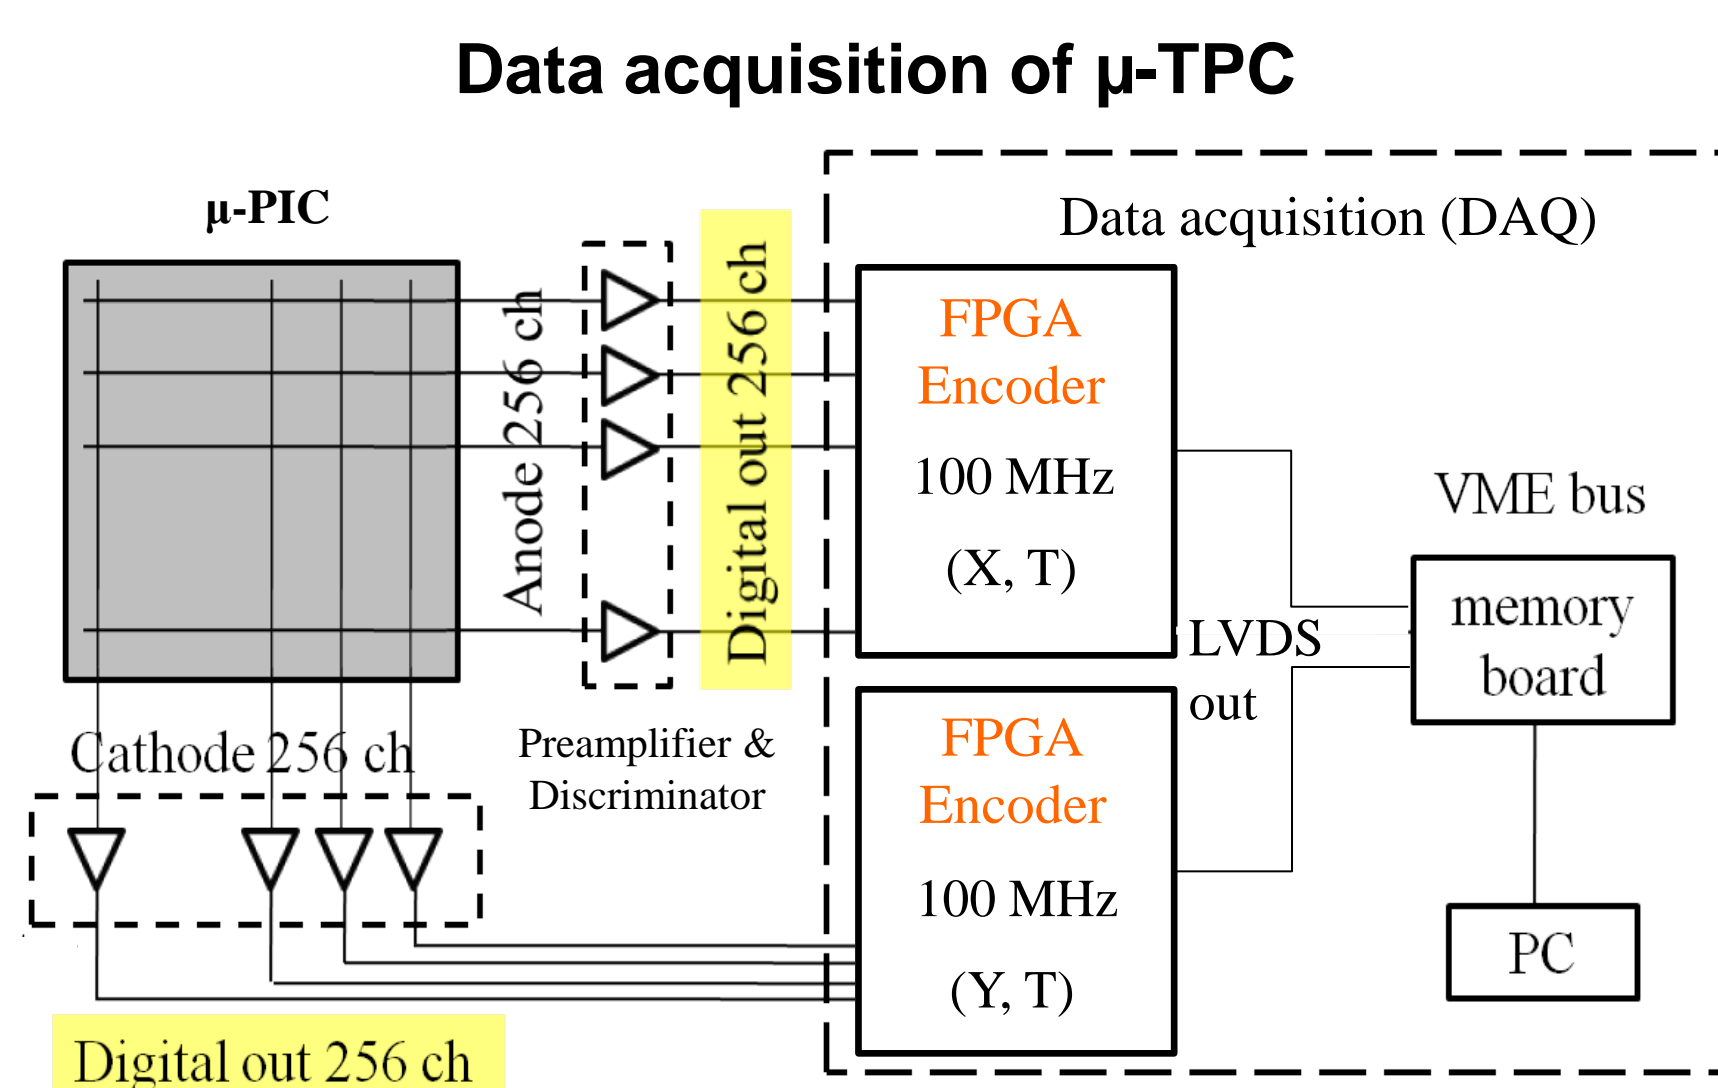 Data acquisition of μ-TPC
μ-PIC
Data acquisition (DAQ)
Anode 256 ch
Digital out 256 ch
FPGA
Encoder
100 MHz
(X, T)
VME bus
memory
board
LVDS
out
Cathode 256 ch
Preamplifier &
Discriminator
FPGA
Encoder
100 MHz
(Y, T)
PC
Digital out 256 ch